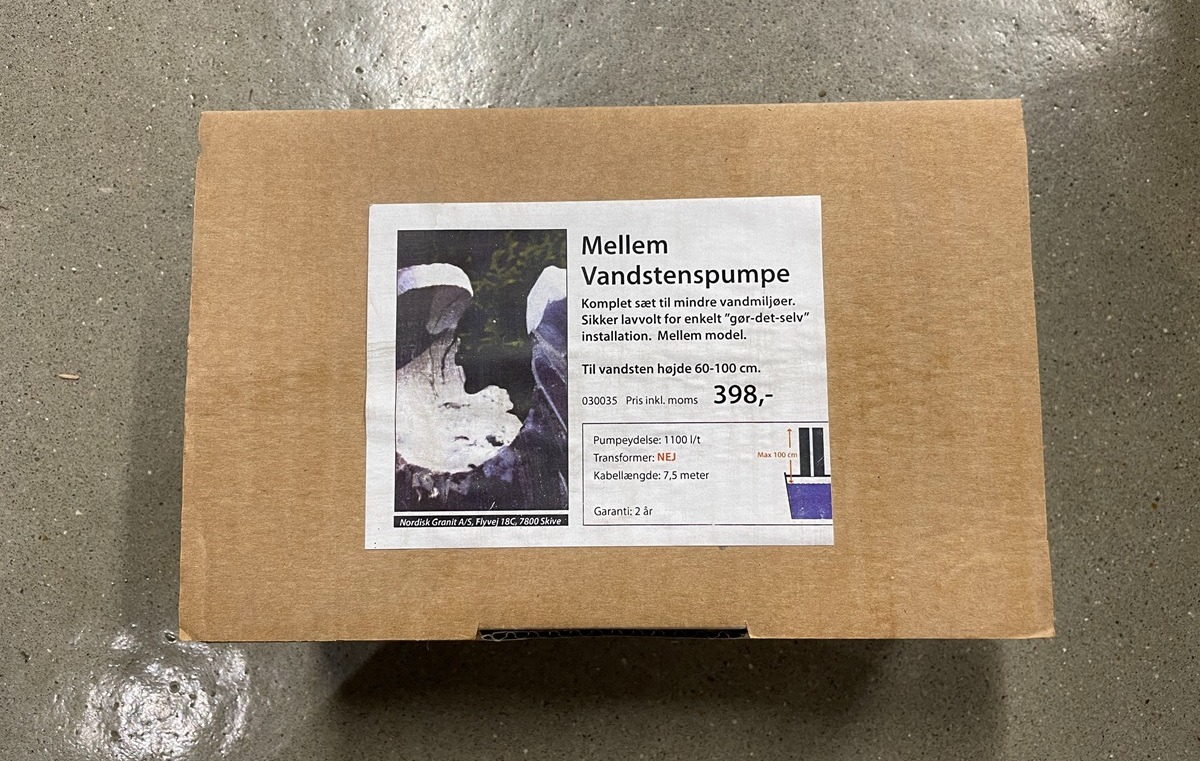 Mellem
Vandstenspumpe
Komplet sæt til mindre vandmiljøer.
Sikker lavvolt for enkelt "gør-det-selv"
installation. Mellem model.
Til vandsten højde 60-100 cm.
030035 Pris inkl. moms 398,-
Pumpeydelse: 1100 l/t
Transformer: NEJ
Kabellængde: 7,5 meter
Garanti: 2 år
Max 100 cm
Nordisk Granit A/S, Flyvej 18C, 7800 Skive